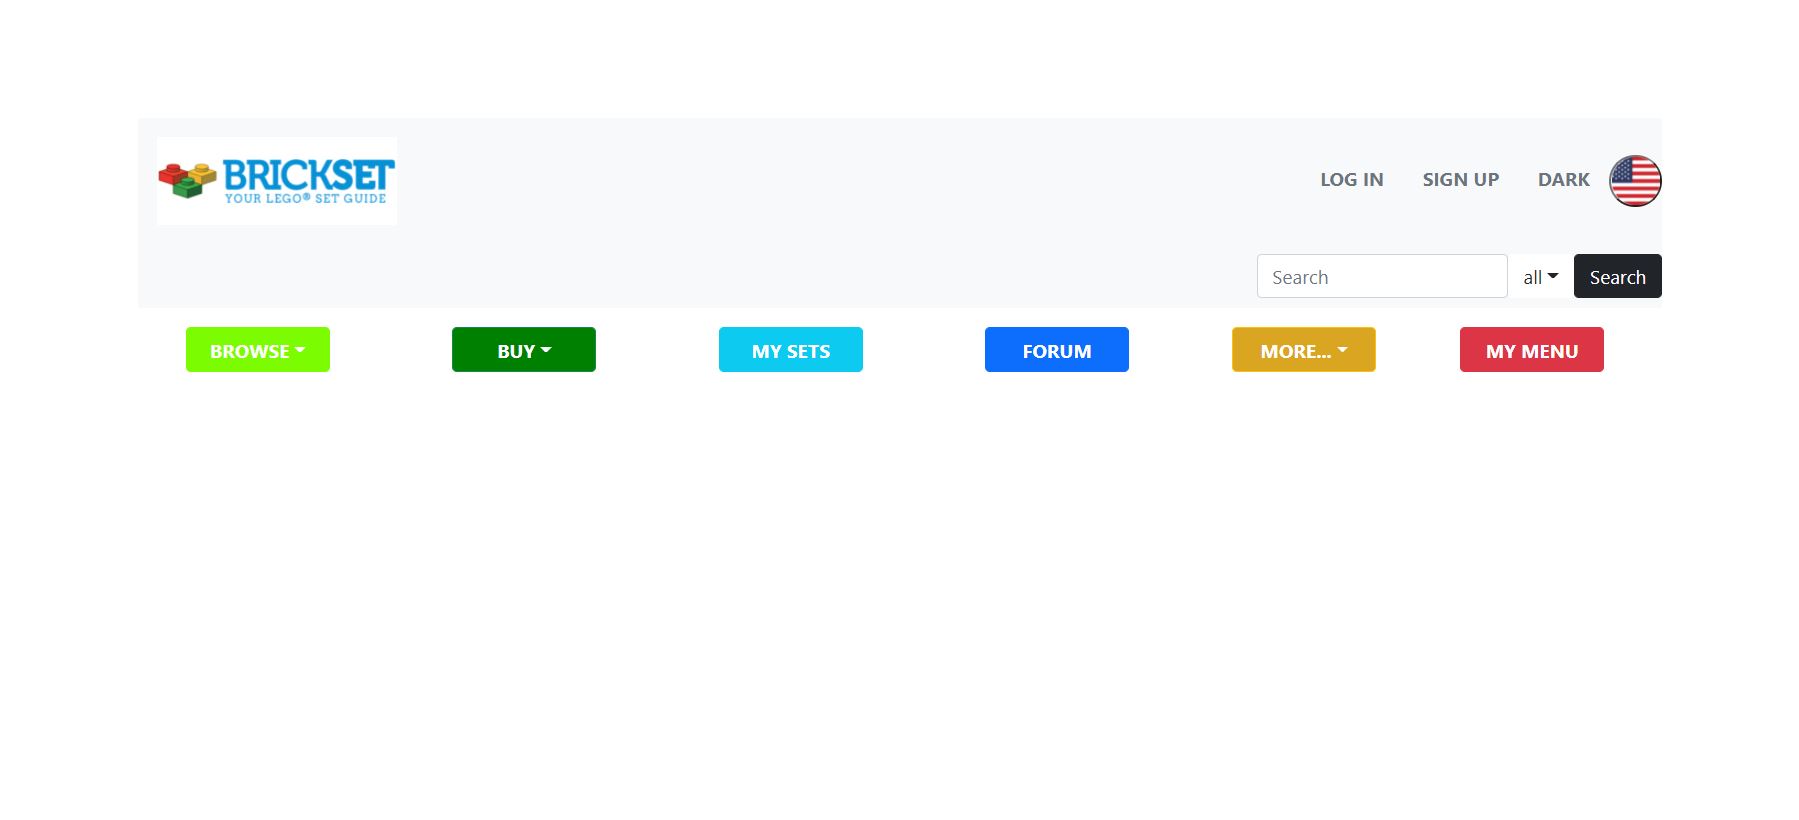 BRICKSET
YOUR LEGO® SET GUIDE
LOG IN SIGN UP DARK
Search all Search
BROWSE BUY MY SETS FORUM MORE... MY MENU